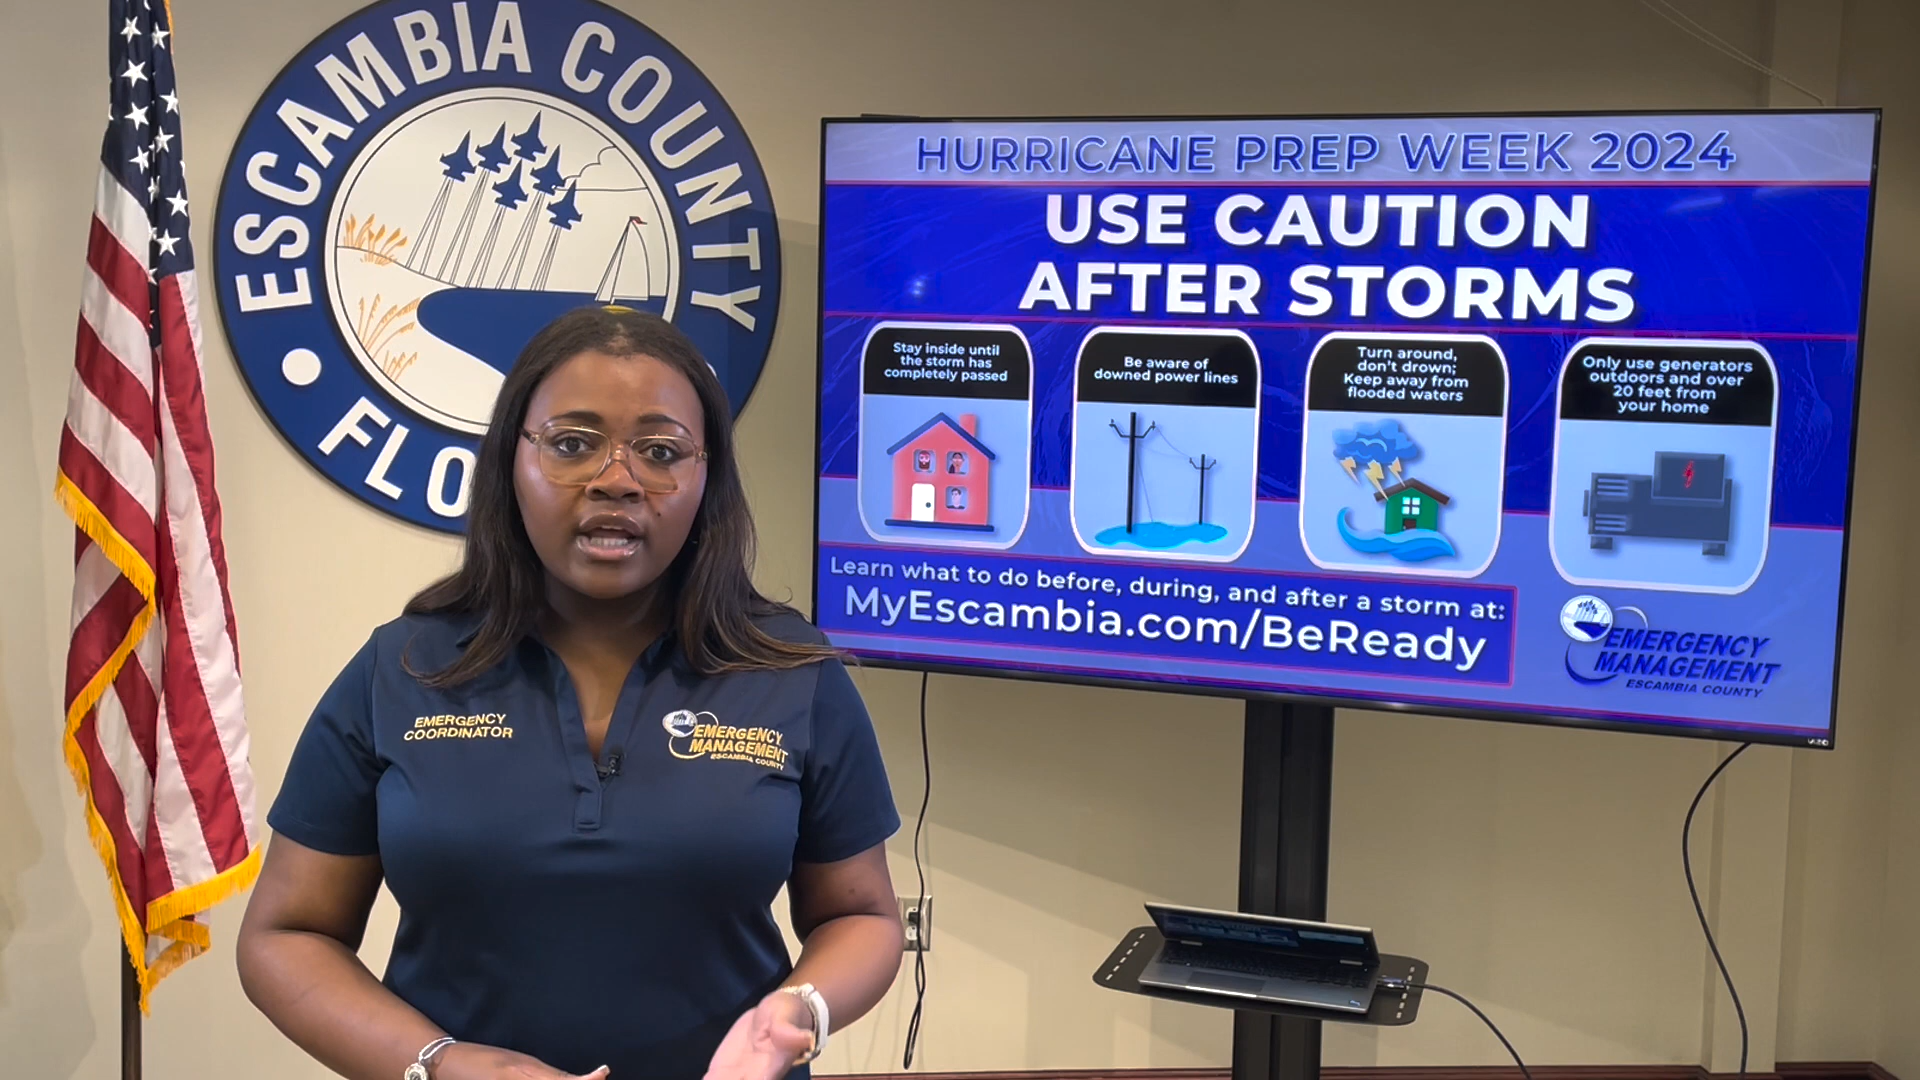 ESCAMBIA COUNTY
FLO
HURRICANE PREP WEEK 2024
USE CAUTION
AFTER STORMS
Stay inside until
the storm has
completely passed
Be aware of
downed power lines
Turn around,
don't drown;
Keep away from
flooded waters
Only use generators
outdoors and over
20 feet from
your home
Learn what to do before, during, and after a storm at:
MyEscambia.com/BeReady
EMERGENCY
MANAGEMENT
ESCAMBIA COUNTY
EMERGENCY
COORDINATOR
EMERGENCY
MANAGEMENT
ESCAMBIA COUNTY